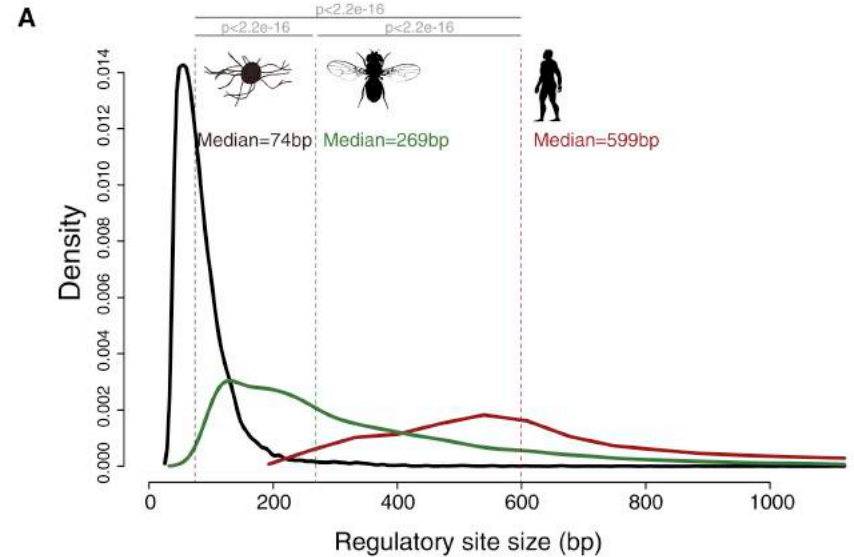 A
p<2.2e-16
p<2.2e-16 p<2.2e-16
Median=74bp Median=269bp Median=599bp
Density
0.014
0.012
0.010
0.008
0.006
0.004
0.002
0.000
0 200 400 600 800 1000
Regulatory site size (bp)